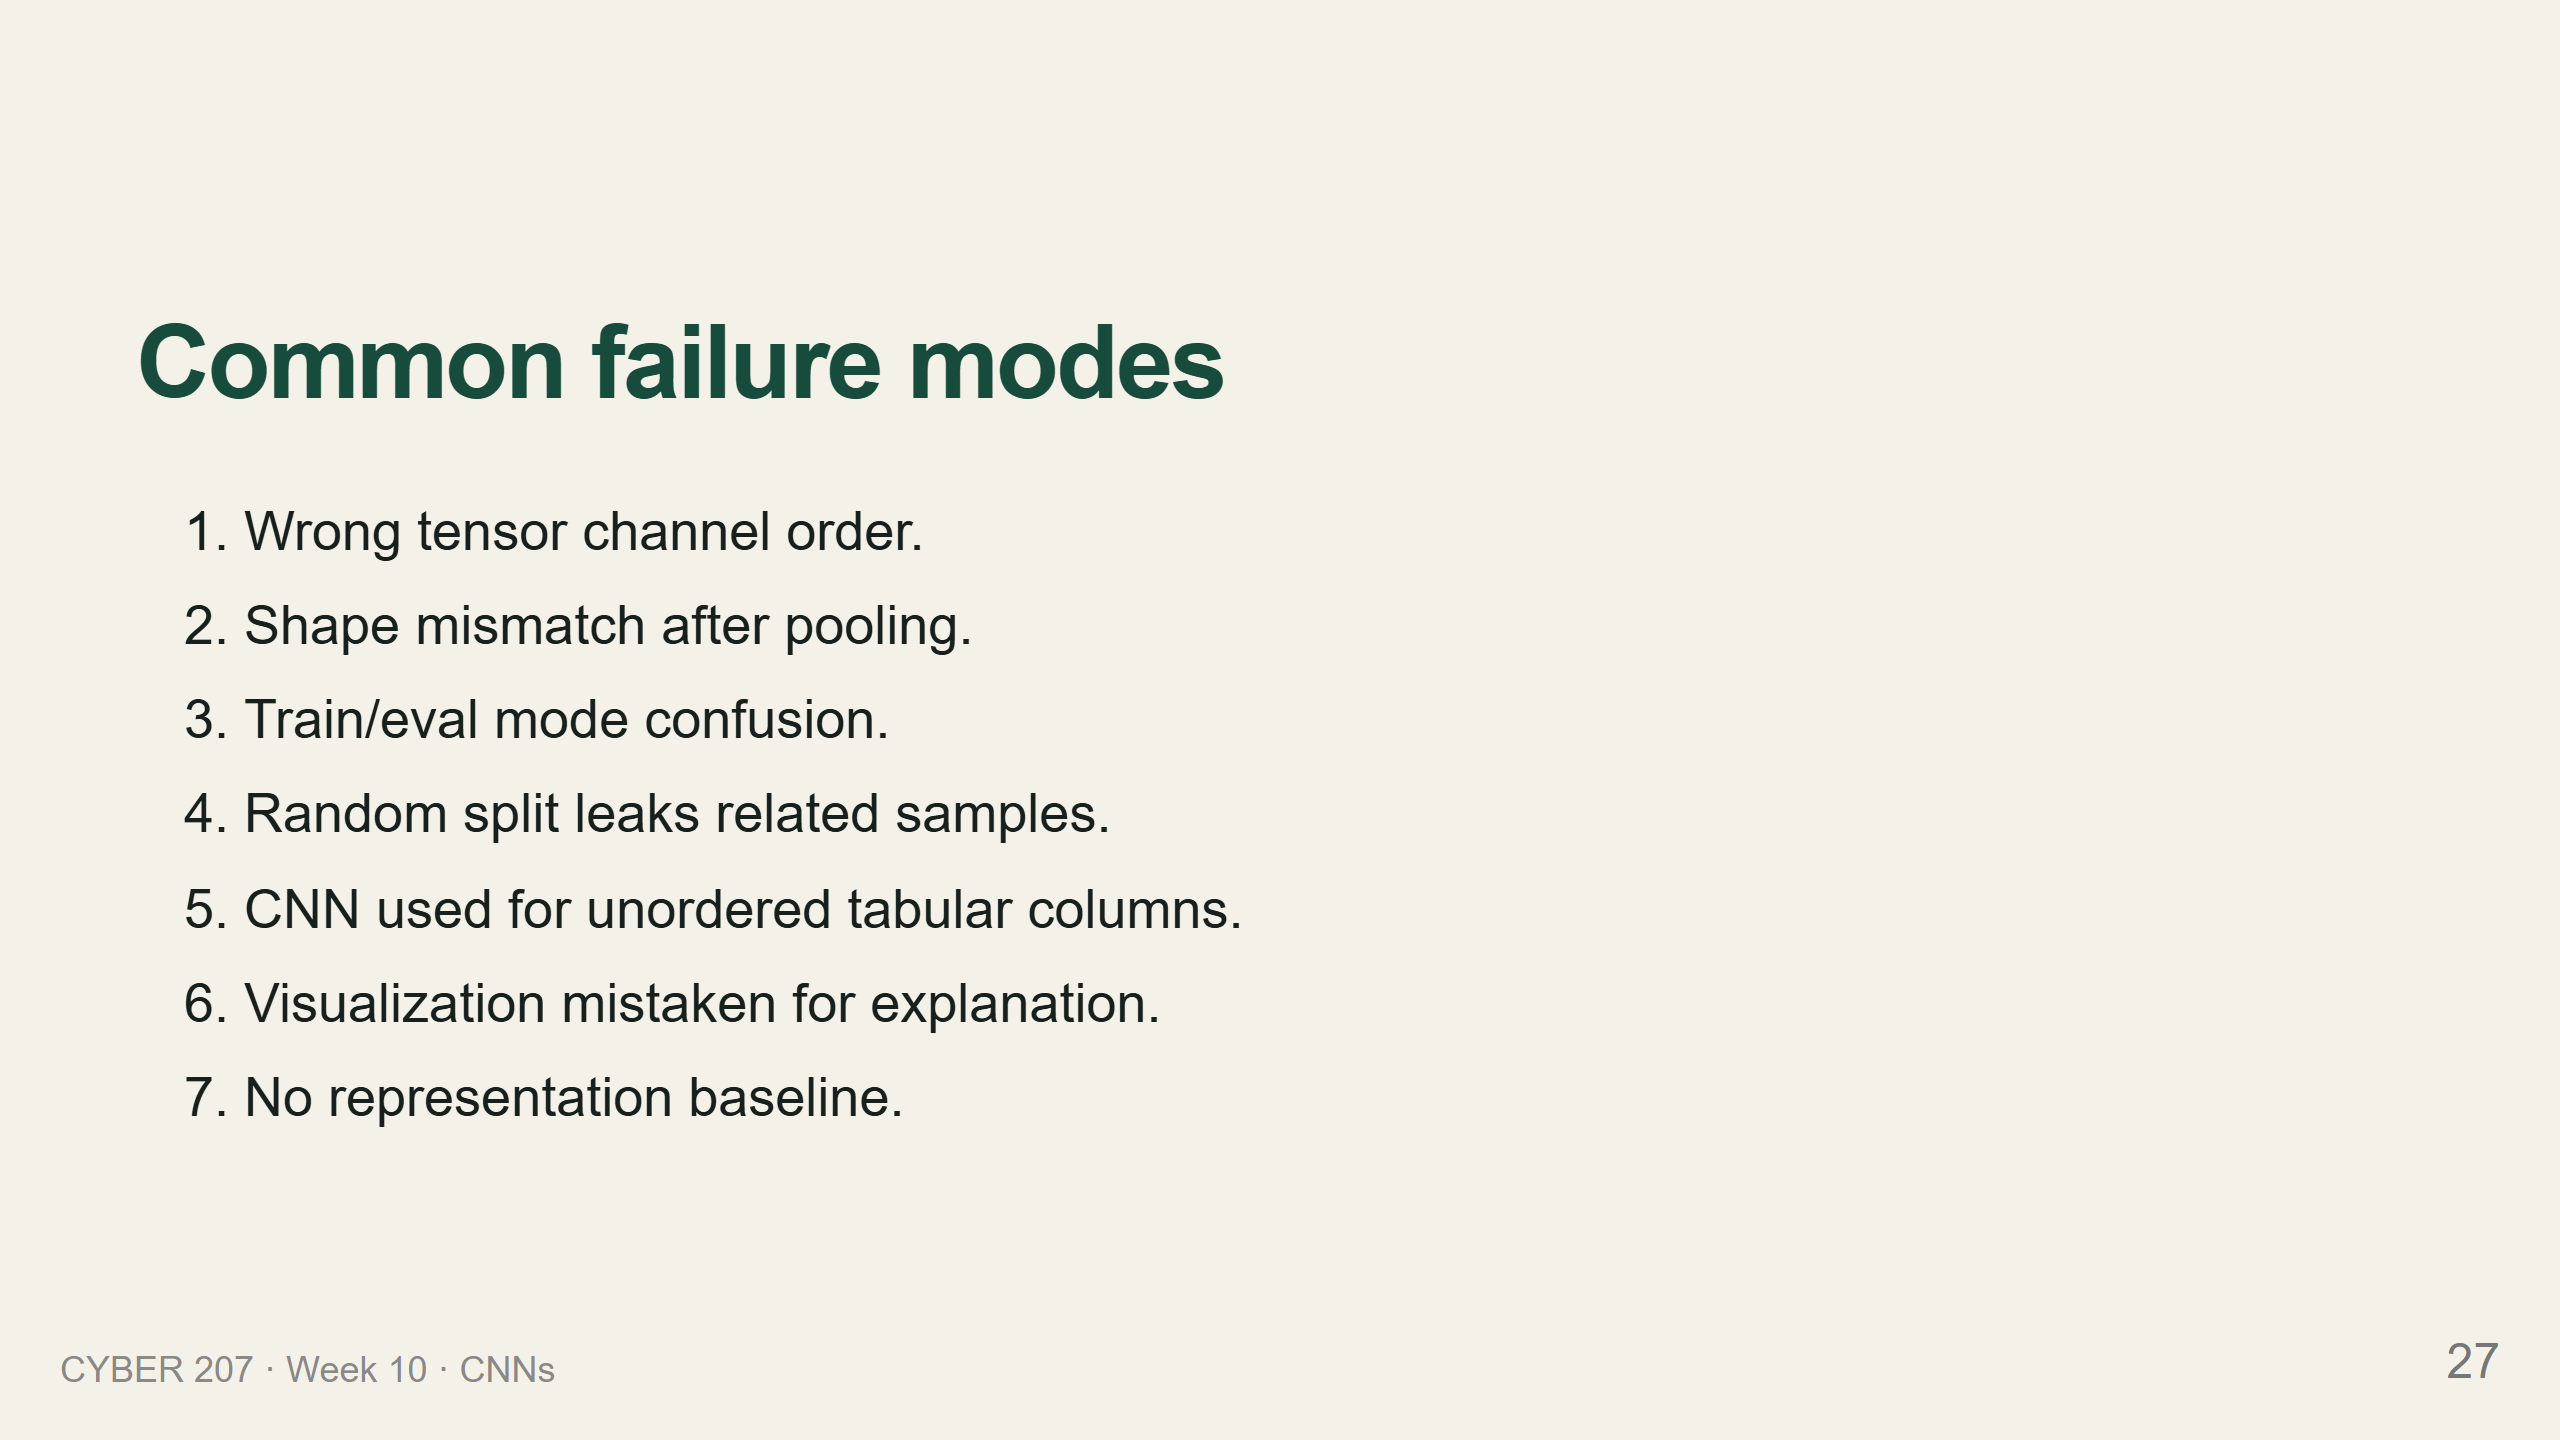 Common failure modes
1. Wrong tensor channel order.
2. Shape mismatch after pooling.
3. Train/eval mode confusion.
4. Random split leaks related samples.
5. CNN used for unordered tabular columns.
6. Visualization mistaken for explanation.
7. No representation baseline.
CYBER 207 · Week 10 · CNNs
27